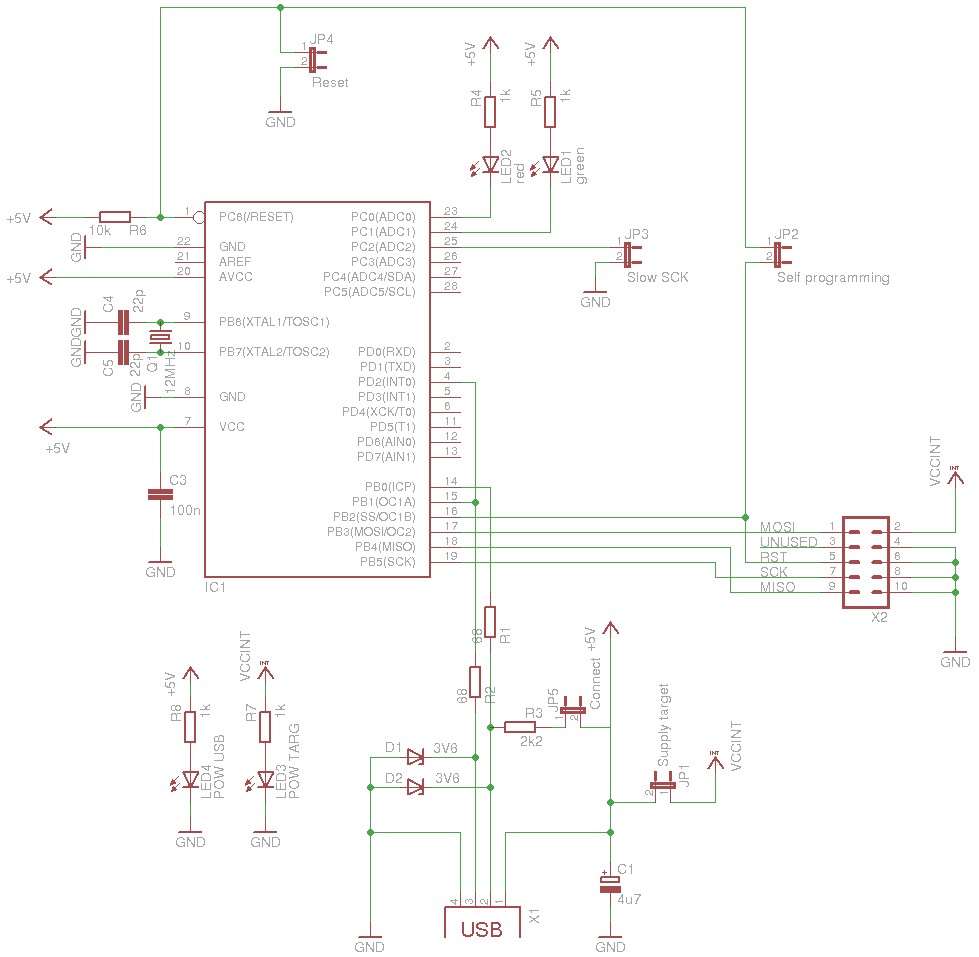 JP4
1
2
Reset
GND
+5V
R4
1k
LED2
red
+5V
R5
1k
LED1
green
+5V
10k
R6
1
PC6(/RESET)
GND
22
GND
21
AREF
+5V
20
AVCC
C4
22p
GND
9
PB6(XTAL1/TOSC1)
GND
C5
22p
Q1
12MHz
10
PB7(XTAL2/TOSC2)
GND
8
GND
+5V
7
VCC
C3
100n
GND
IC1
PC0(ADC0)
23
PC1(ADC1)
24
PC2(ADC2)
25
PC3(ADC3)
26
PC4(ADC4/SDA)
27
PC5(ADC5/SCL)
28
PD0(RXD)
2
PD1(TXD)
3
PD2(INT0)
4
PD3(INT1)
5
PD4(XCK/T0)
6
PD5(T1)
11
PD6(AIN0)
12
PD7(AIN1)
13
PB0(ICP)
14
PB1(OC1A)
15
PB2(SS/OC1B)
16
PB3(MOSI/OC2)
17
PB4(MISO)
18
PB5(SCK)
19
JP3
1
2
Slow SCK
GND
JP2
1
2
Self programming
VCCINT
INT
MOSI
1
2
UNUSED
3
4
RST
5
6
SCK
7
8
MISO
9
10
X2
GND
68
R1
68
R2
+5V
R8
1k
LED4
POW USB
GND
VCCINT
INT
R7
1k
LED3
POW TARG
GND
R3
2k2
JP5
1
2
Connect
+5V
Supply target
2
1
JP1
INT
VCCINT
D1
3V6
D2
3V6
C1
+
4u7
GND
4
3
2
1
X1
USB
GND